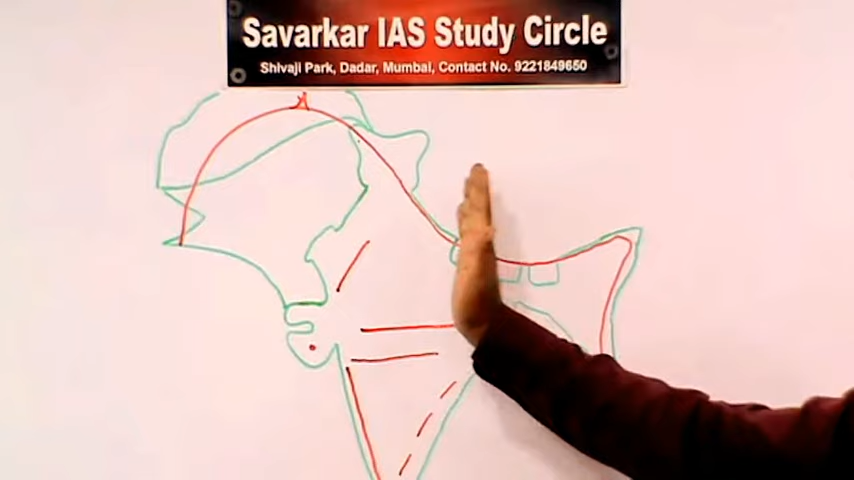 Savarkar IAS Study Circle
Shivaji Park, Dadar, Mumbai, Contact No. 9221849650